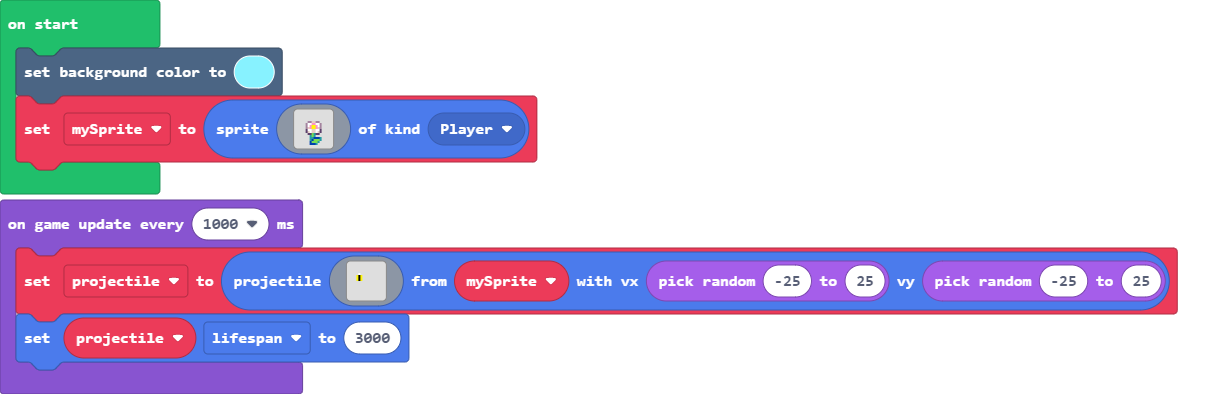 on start
set background color to
set mySprite to sprite of kind Player
on game update every 1000 ms
set projectile to projectile from mySprite with vx pick random -25 to 25 vy pick random -25 to 25
set projectile lifespan to 3000